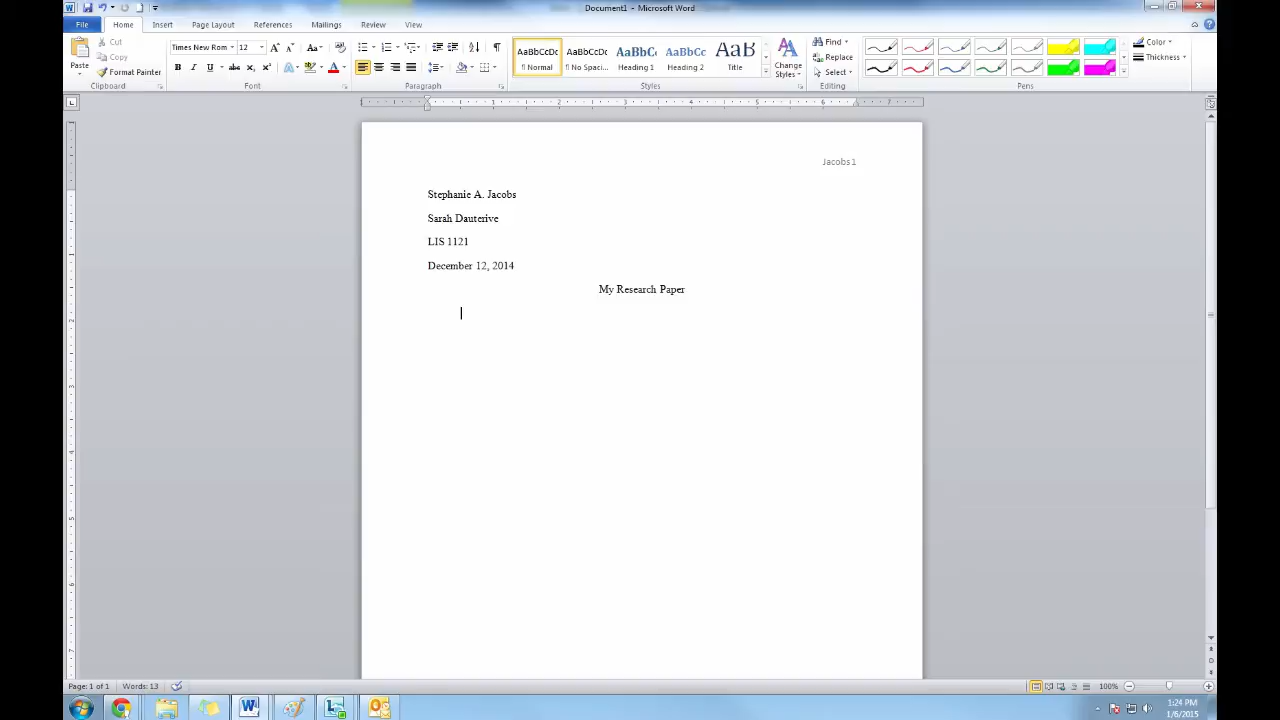 Document1 - Microsoft Word
File Home Insert Page Layout References Mailings Review View
Paste
Cut
Copy
Format Painter
Clipboard
Times New Rom 12
Font
Paragraph
AaBbCcDc AaBbCcDc AaBbCc AaBbCc AaB
¶ Normal ¶ No Spaci... Heading 1 Heading 2 Title
Change
Styles
Styles
Find
Replace
Select
Editing
Color
Thickness
Pens
Jacobs 1
Stephanie A. Jacobs
Sarah Dauterive
LIS 1121
December 12, 2014
My Research Paper
Page: 1 of 1 Words: 13
100%
1:24 PM
1/6/2015